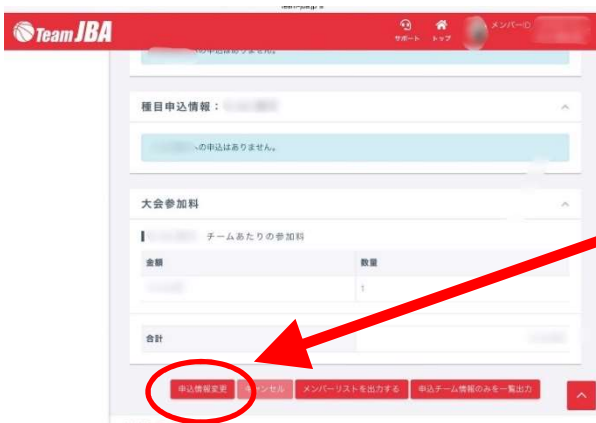 Team JBA
サポート トップ メンバーID
種目申込情報：
への申込はありません。
大会参加料
チームあたりの参加料
金額 数量
1
合計
申込情報変更 キャンセル メンバーリストを出力する 申込チーム情報のみを一覧出力